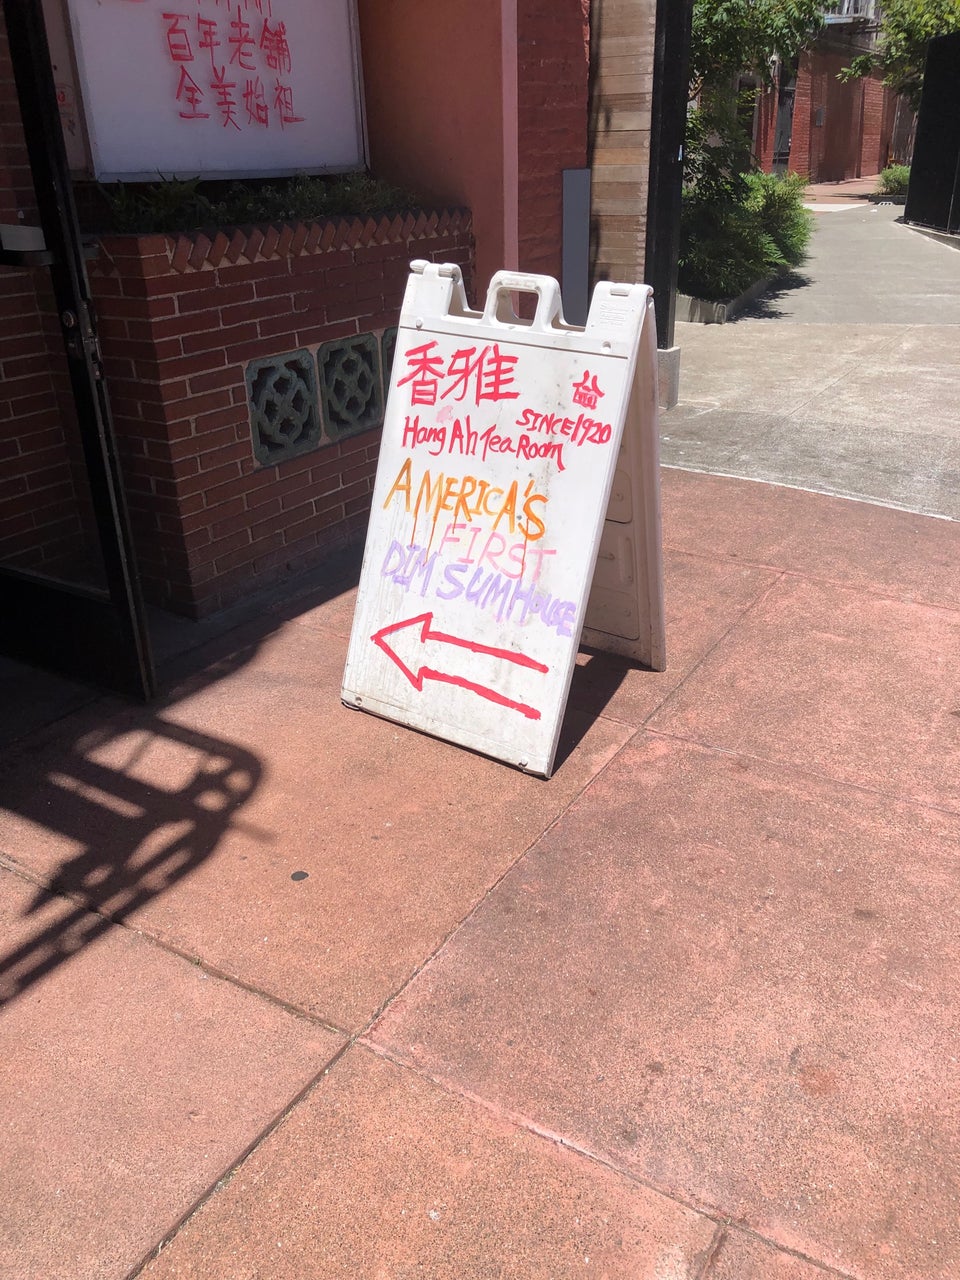 百年老舖
全美始祖
香雅
SINCE 1920
Hang Ah Tea Room
AMERICA'S
FIRST
DIM SUM HOUSE